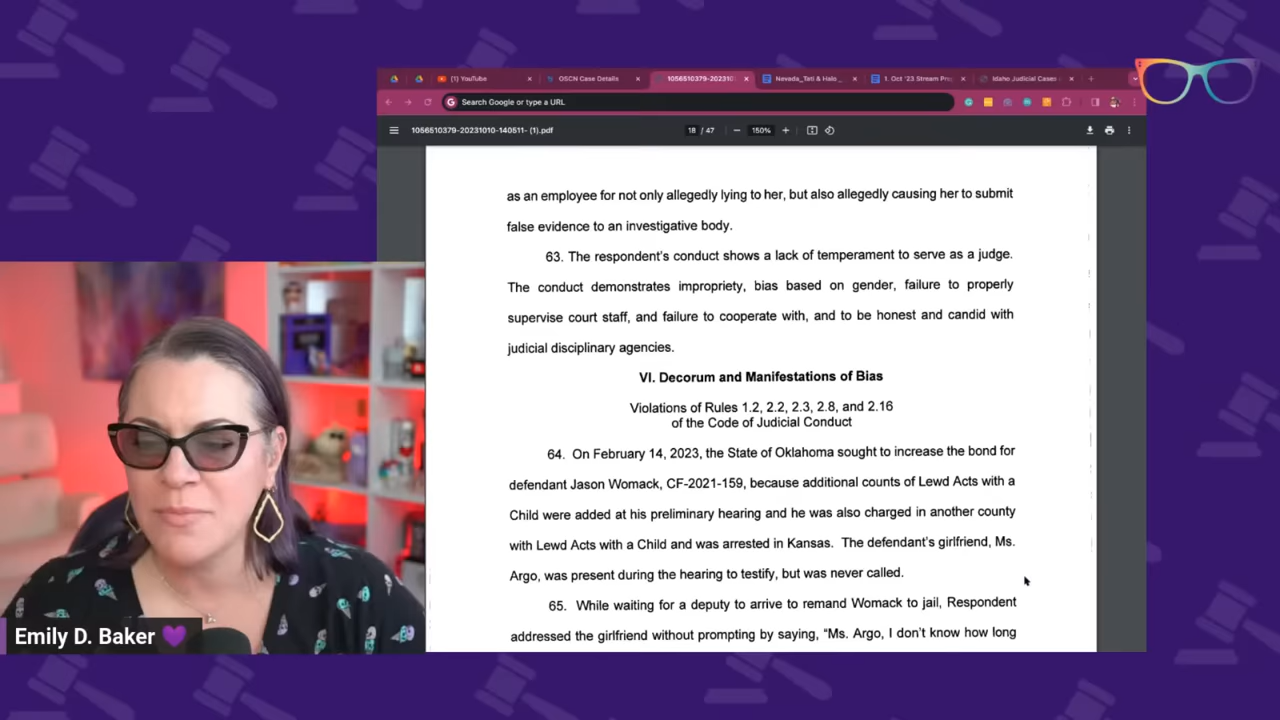 (1) YouTube
OSCN Case Details
1056510379-202310
Nevada_Tati & Halo _
1. Oct '23 Stream Pre
Idaho Judicial Cases
Search Google or type a URL
1056510379-20231010-140511- (1).pdf
18 / 47
150%
as an employee for not only allegedly lying to her, but also allegedly causing her to submit
false evidence to an investigative body.
63. The respondent's conduct shows a lack of temperament to serve as a judge.
The conduct demonstrates impropriety, bias based on gender, failure to properly
supervise court staff, and failure to cooperate with, and to be honest and candid with
judicial disciplinary agencies.
VI. Decorum and Manifestations of Bias
Violations of Rules 1.2, 2.2, 2.3, 2.8, and 2.16
of the Code of Judicial Conduct
64. On February 14, 2023, the State of Oklahoma sought to increase the bond for
defendant Jason Womack, CF-2021-159, because additional counts of Lewd Acts with a
Child were added at his preliminary hearing and he was also charged in another county
with Lewd Acts with a Child and was arrested in Kansas. The defendant's girlfriend, Ms.
Argo, was present during the hearing to testify, but was never called.
65. While waiting for a deputy to arrive to remand Womack to jail, Respondent
addressed the girlfriend without prompting by saying, "Ms. Argo, I don't know how long
Emily D. Baker 💜